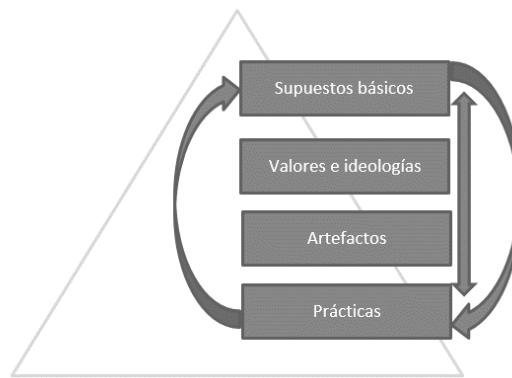 Supuestos básicos
Valores e ideologías
Artefactos
Prácticas